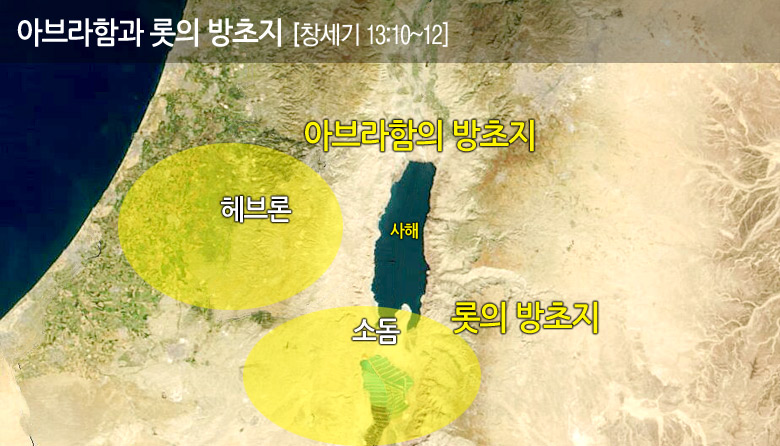 아브라함과 롯의 방초지 [창세기 13:10~12]
아브라함의 방초지
헤브론
사해
롯의 방초지
소돔